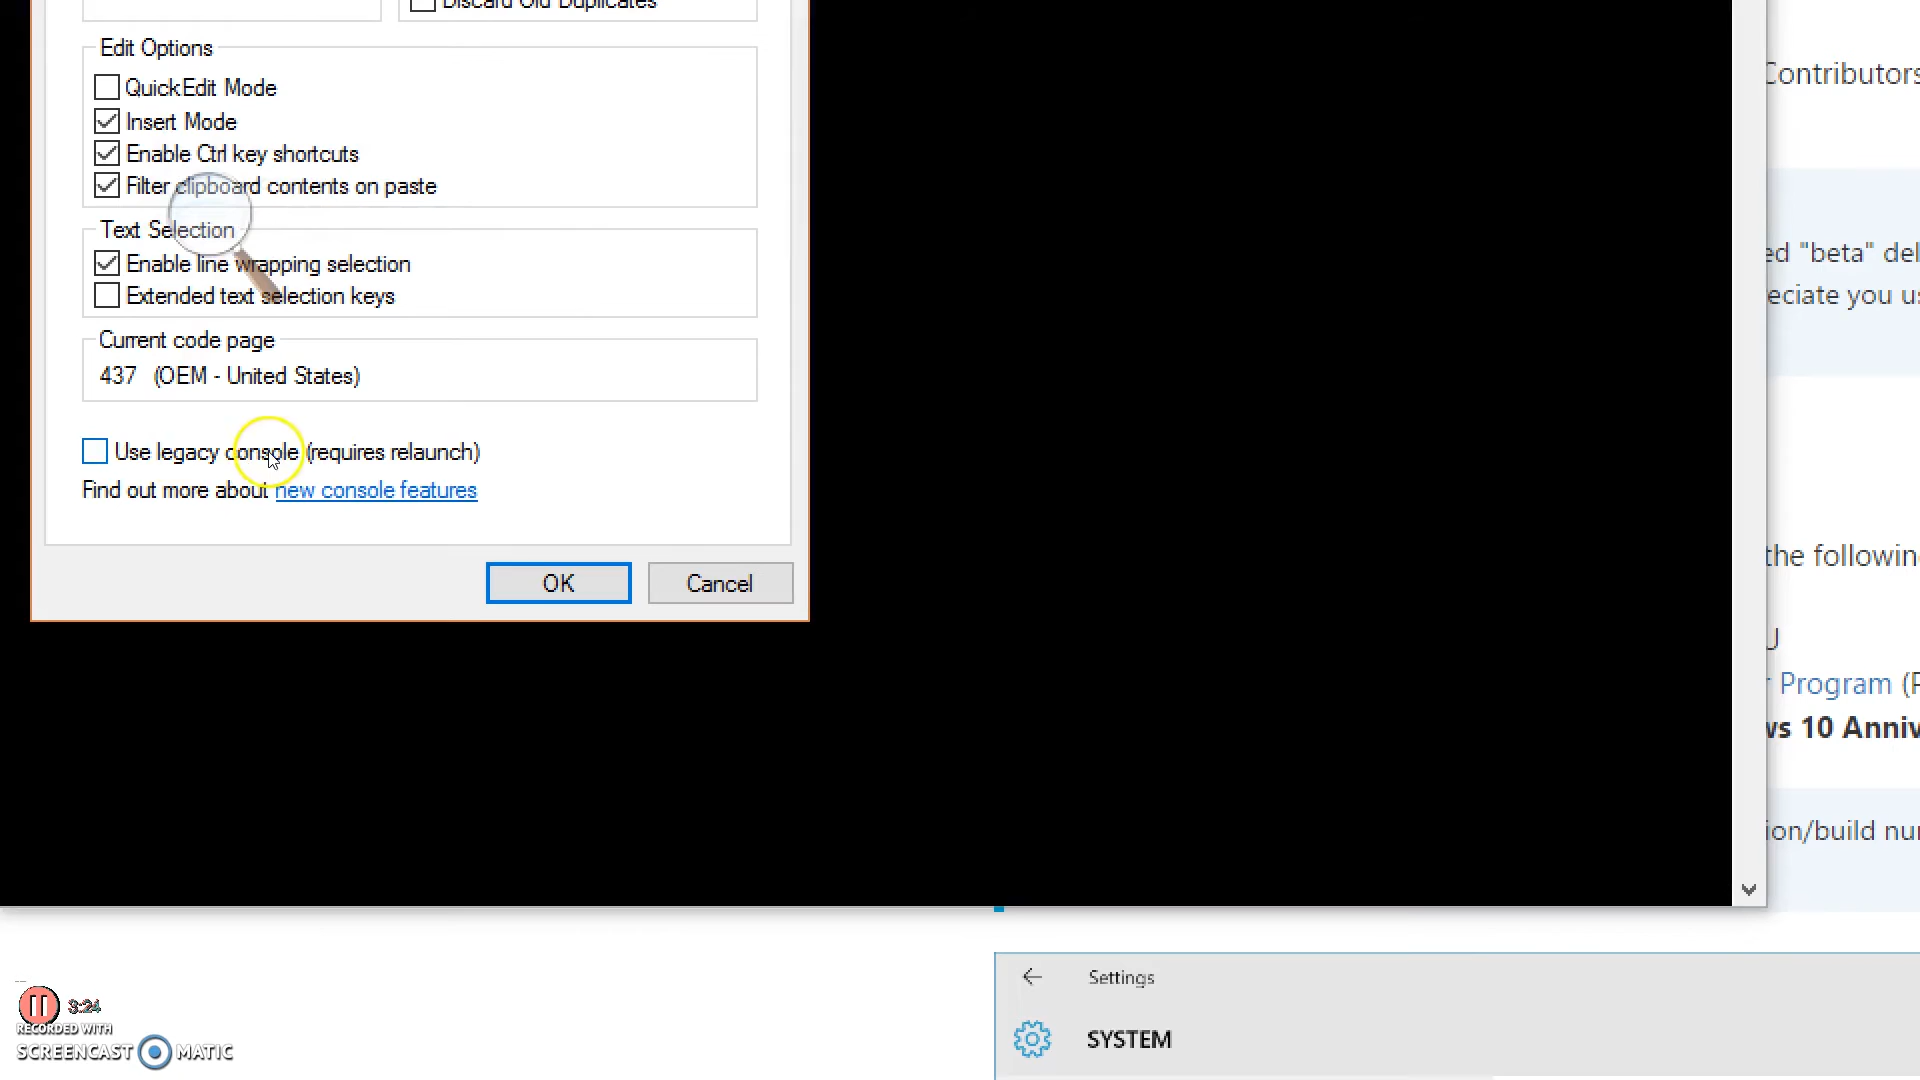 Discard Old Duplicates
Edit Options
QuickEdit Mode
Insert Mode
Enable Ctrl key shortcuts
Filter clipboard contents on paste
Text Selection
Enable line wrapping selection
Extended text selection keys
Current code page
437 (OEM - United States)
Use legacy console (requires relaunch)
Find out more about new console features
OK
Cancel
Contributors
ed "beta" del
eciate you us
the followin
U
r Program (F
ws 10 Anniv
ion/build nu
Settings
SYSTEM
3:24
RECORDED WITH
SCREENCAST MATIC